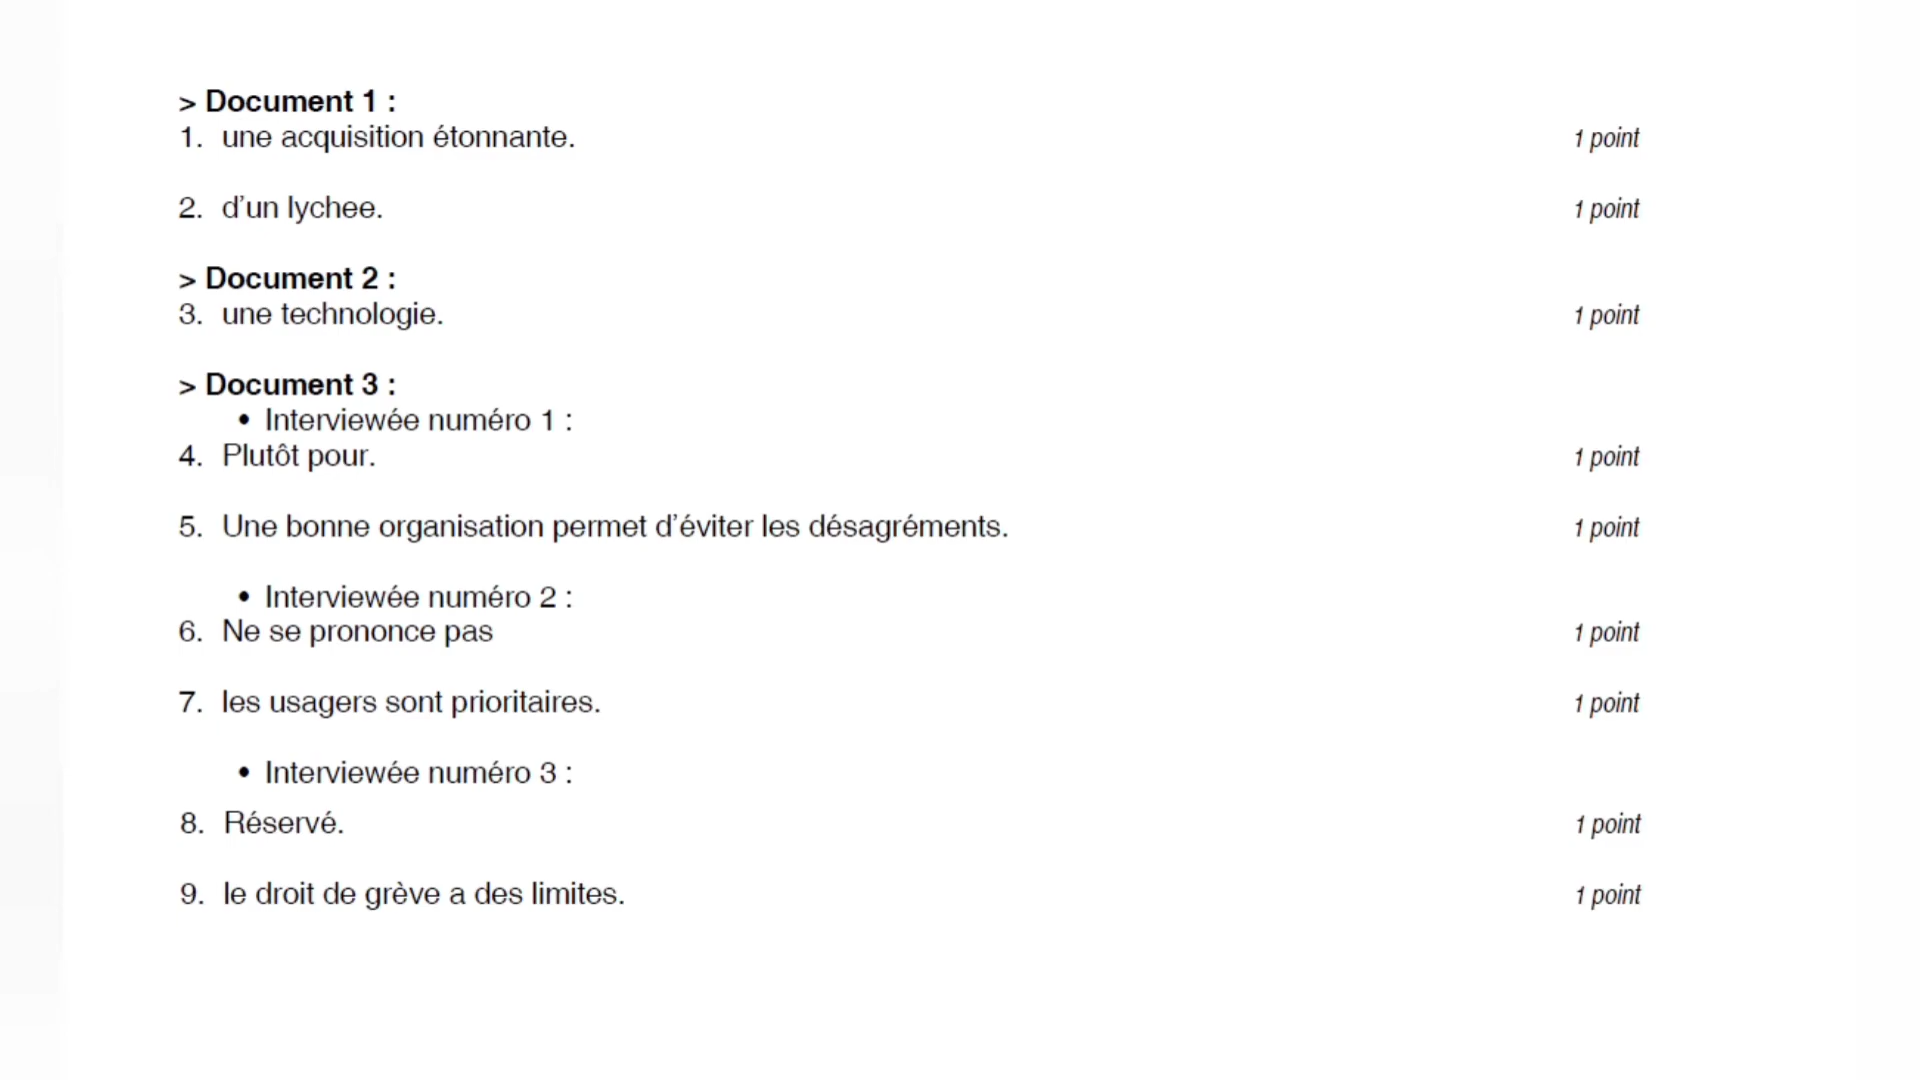 > Document 1 :
1. une acquisition étonnante. 1 point
2. d'un lychee. 1 point
> Document 2 :
3. une technologie. 1 point
> Document 3 :
• Interviewée numéro 1 :
4. Plutôt pour. 1 point
5. Une bonne organisation permet d'éviter les désagréments. 1 point
• Interviewée numéro 2 :
6. Ne se prononce pas 1 point
7. les usagers sont prioritaires. 1 point
• Interviewée numéro 3 :
8. Réservé. 1 point
9. le droit de grève a des limites. 1 point